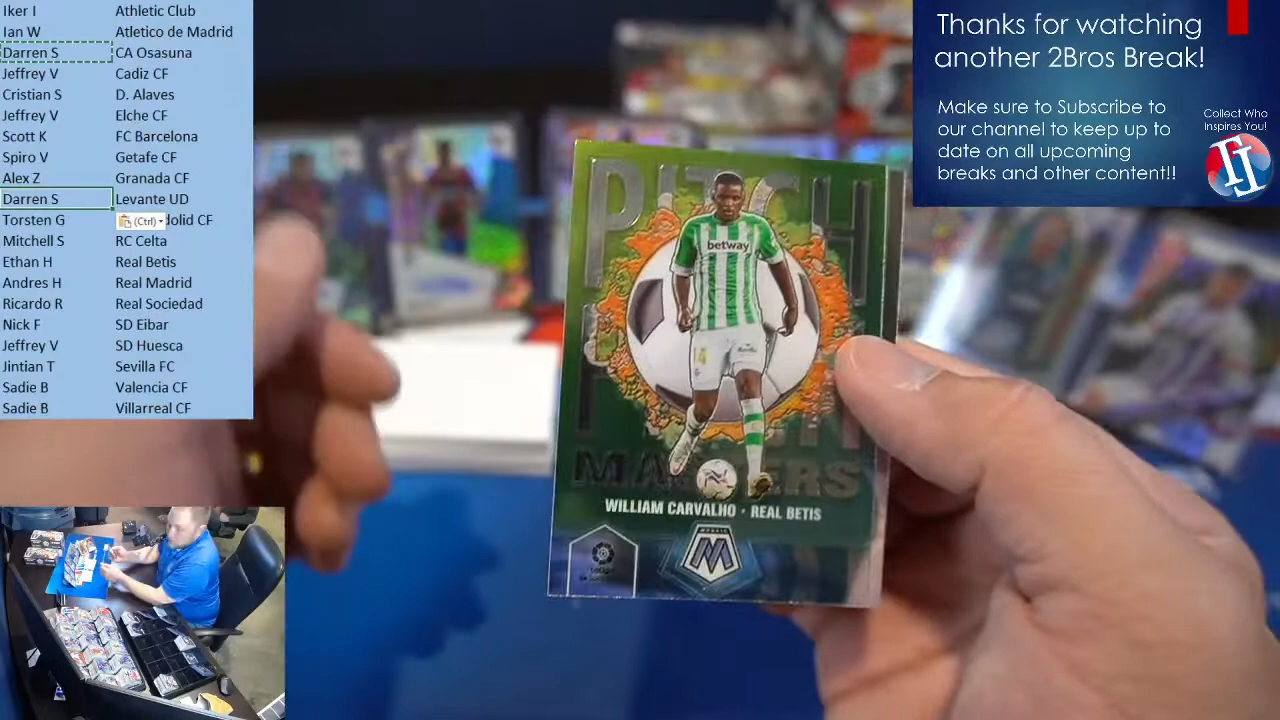 Iker I Athletic Club
Ian W Atletico de Madrid
Darren S CA Osasuna
Jeffrey V Cadiz CF
Cristian S D. Alaves
Jeffrey V Elche CF
Scott K FC Barcelona
Spiro V Getafe CF
Alex Z Granada CF
Darren S Levante UD
Torsten G (Ctrl) dolid CF
Mitchell S RC Celta
Ethan H Real Betis
Andres H Real Madrid
Ricardo R Real Sociedad
Nick F SD Eibar
Jeffrey V SD Huesca
Jintian T Sevilla FC
Sadie B Valencia CF
Sadie B Villarreal CF
Thanks for watching
another 2Bros Break!
Make sure to Subscribe to
our channel to keep up to
date on all upcoming
breaks and other content!!
Collect Who
Inspires You!
PITCH
betway
14
WILLIAM CARVALHO · REAL BETIS
MOSAIC